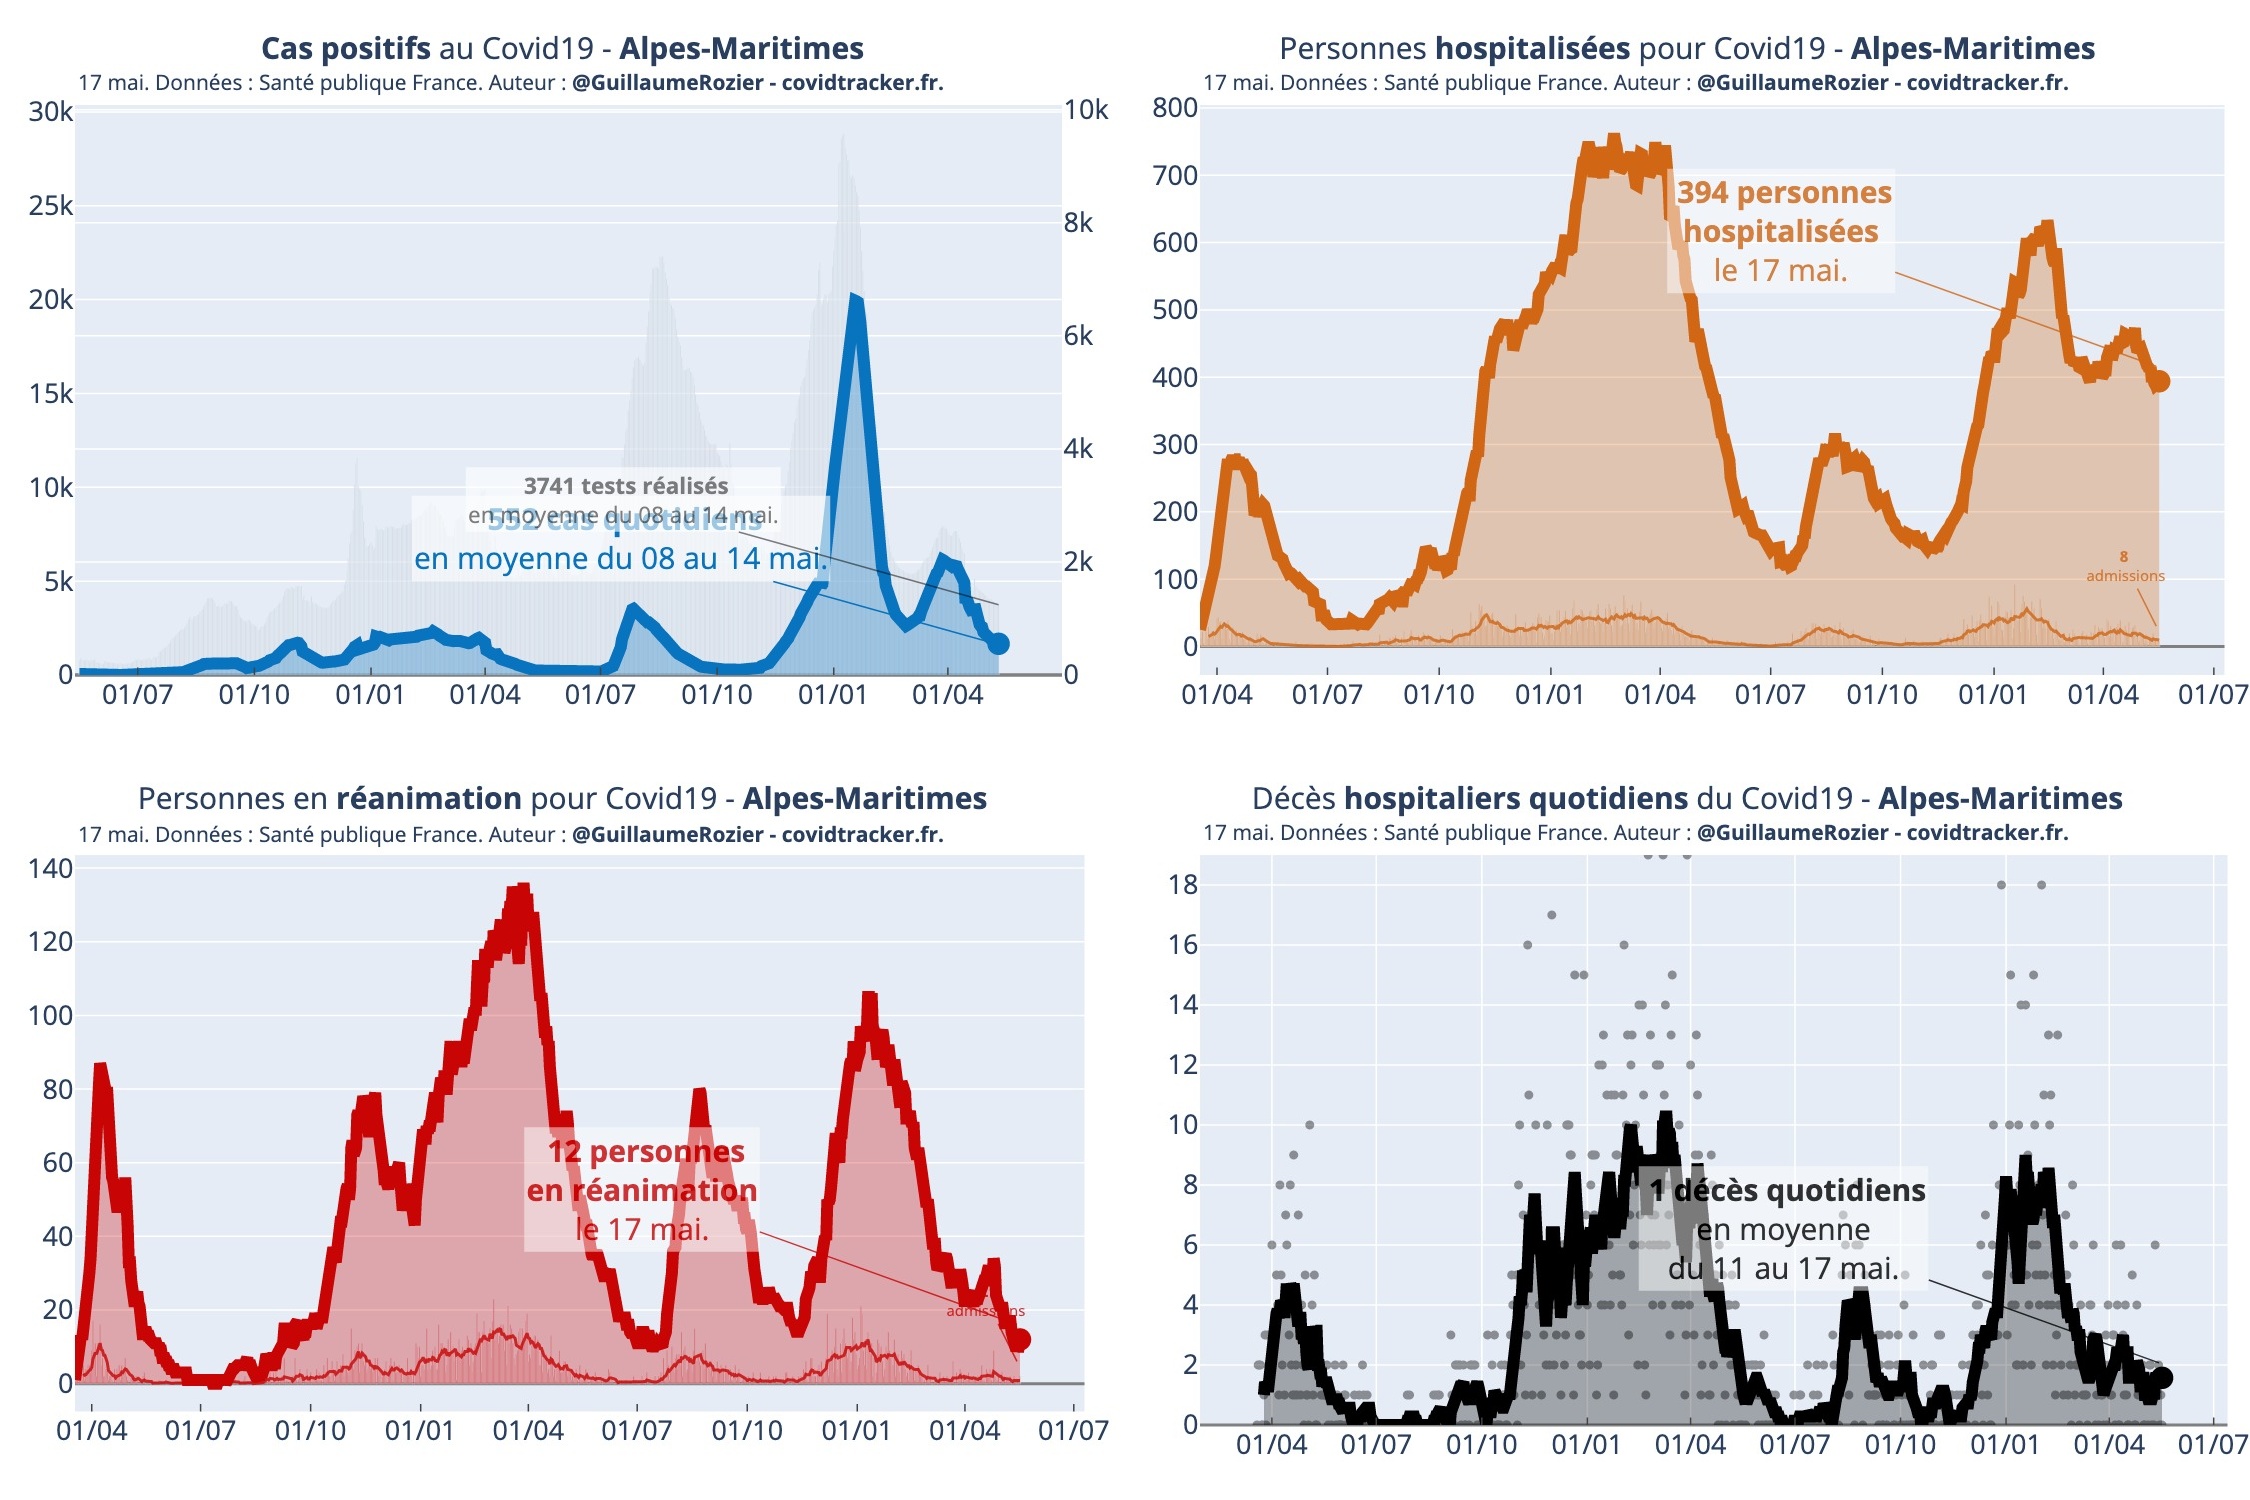 Cas positifs au Covid19 - Alpes-Maritimes
17 mai. Données : Santé publique France. Auteur : @GuillaumeRozier - covidtracker.fr.
30k
25k
20k
15k
10k
5k
0
10k
8k
6k
4k
2k
0
3741 tests réalisés
en moyenne du 08 au 14 mai.
552 cas quotidiens
en moyenne du 08 au 14 mai.
01/07 01/10 01/01 01/04 01/07 01/10 01/01 01/04
Personnes hospitalisées pour Covid19 - Alpes-Maritimes
17 mai. Données : Santé publique France. Auteur : @GuillaumeRozier - covidtracker.fr.
800
700
600
500
400
300
200
100
0
394 personnes
hospitalisées
le 17 mai.
8
admissions
01/04 01/07 01/10 01/01 01/04 01/07 01/10 01/01 01/04 01/07
Personnes en réanimation pour Covid19 - Alpes-Maritimes
17 mai. Données : Santé publique France. Auteur : @GuillaumeRozier - covidtracker.fr.
140
120
100
80
60
40
20
0
12 personnes
en réanimation
le 17 mai.
admissions
01/04 01/07 01/10 01/01 01/04 01/07 01/10 01/01 01/04 01/07
Décès hospitaliers quotidiens du Covid19 - Alpes-Maritimes
17 mai. Données : Santé publique France. Auteur : @GuillaumeRozier - covidtracker.fr.
18
16
14
12
10
8
6
4
2
0
1 décès quotidiens
en moyenne
du 11 au 17 mai.
01/04 01/07 01/10 01/01 01/04 01/07 01/10 01/01 01/04 01/07